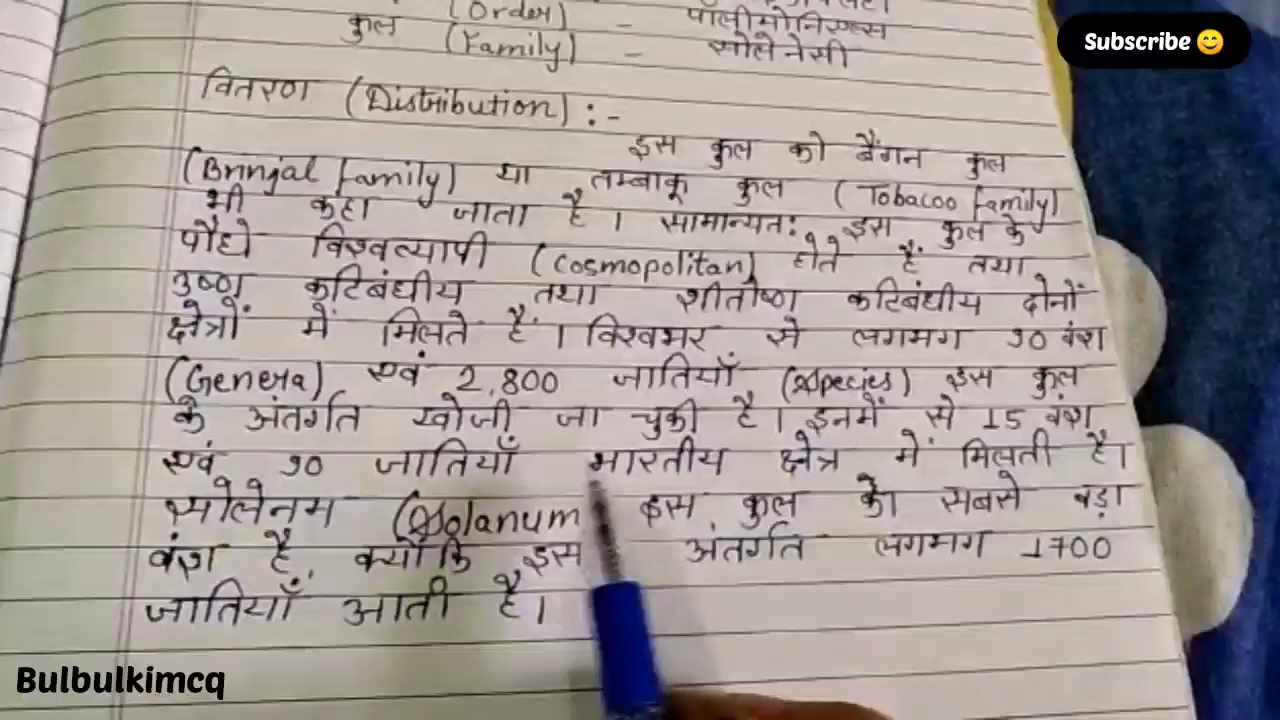 (Order) - पॉलीमोनिएल्स
कुल (Family) - सोलेनेसी
Subscribe 😊
वितरण (Distribution) :-
इस कुल को बैंगन कुल
(Brinjal family) या तम्बाकू कुल (Tobacoo family)
भी कहा जाता है। सामान्यतः इस कुल के
पौधे विश्वव्यापी (Cosmopolitan) होते हैं तथा
उष्ण कटिबंधीय तथा शीतोष्ण कटिबंधीय दोनों
क्षेत्रों में मिलते हैं। विश्वभर से लगभग 90 वंश
(Genera) एवं 2,800 जातियाँ (Species) इस कुल
के अंतर्गत खोजी जा चुकी है। इनमें से 15 वंश
एवं 90 जातियाँ भारतीय क्षेत्र में मिलती है।
सोलेनम (Solanum इस कुल का सबसे बड़ा
वंश है, क्योंकि इस अंतर्गत लगभग 1700
जातियाँ आती है।
Bulbulkimcq